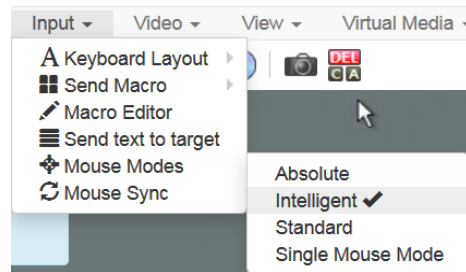 Input Video View Virtual Media
Keyboard Layout
Send Macro
Macro Editor
Send text to target
Mouse Modes
Mouse Sync
DEL
C A
Absolute
Intelligent
Standard
Single Mouse Mode